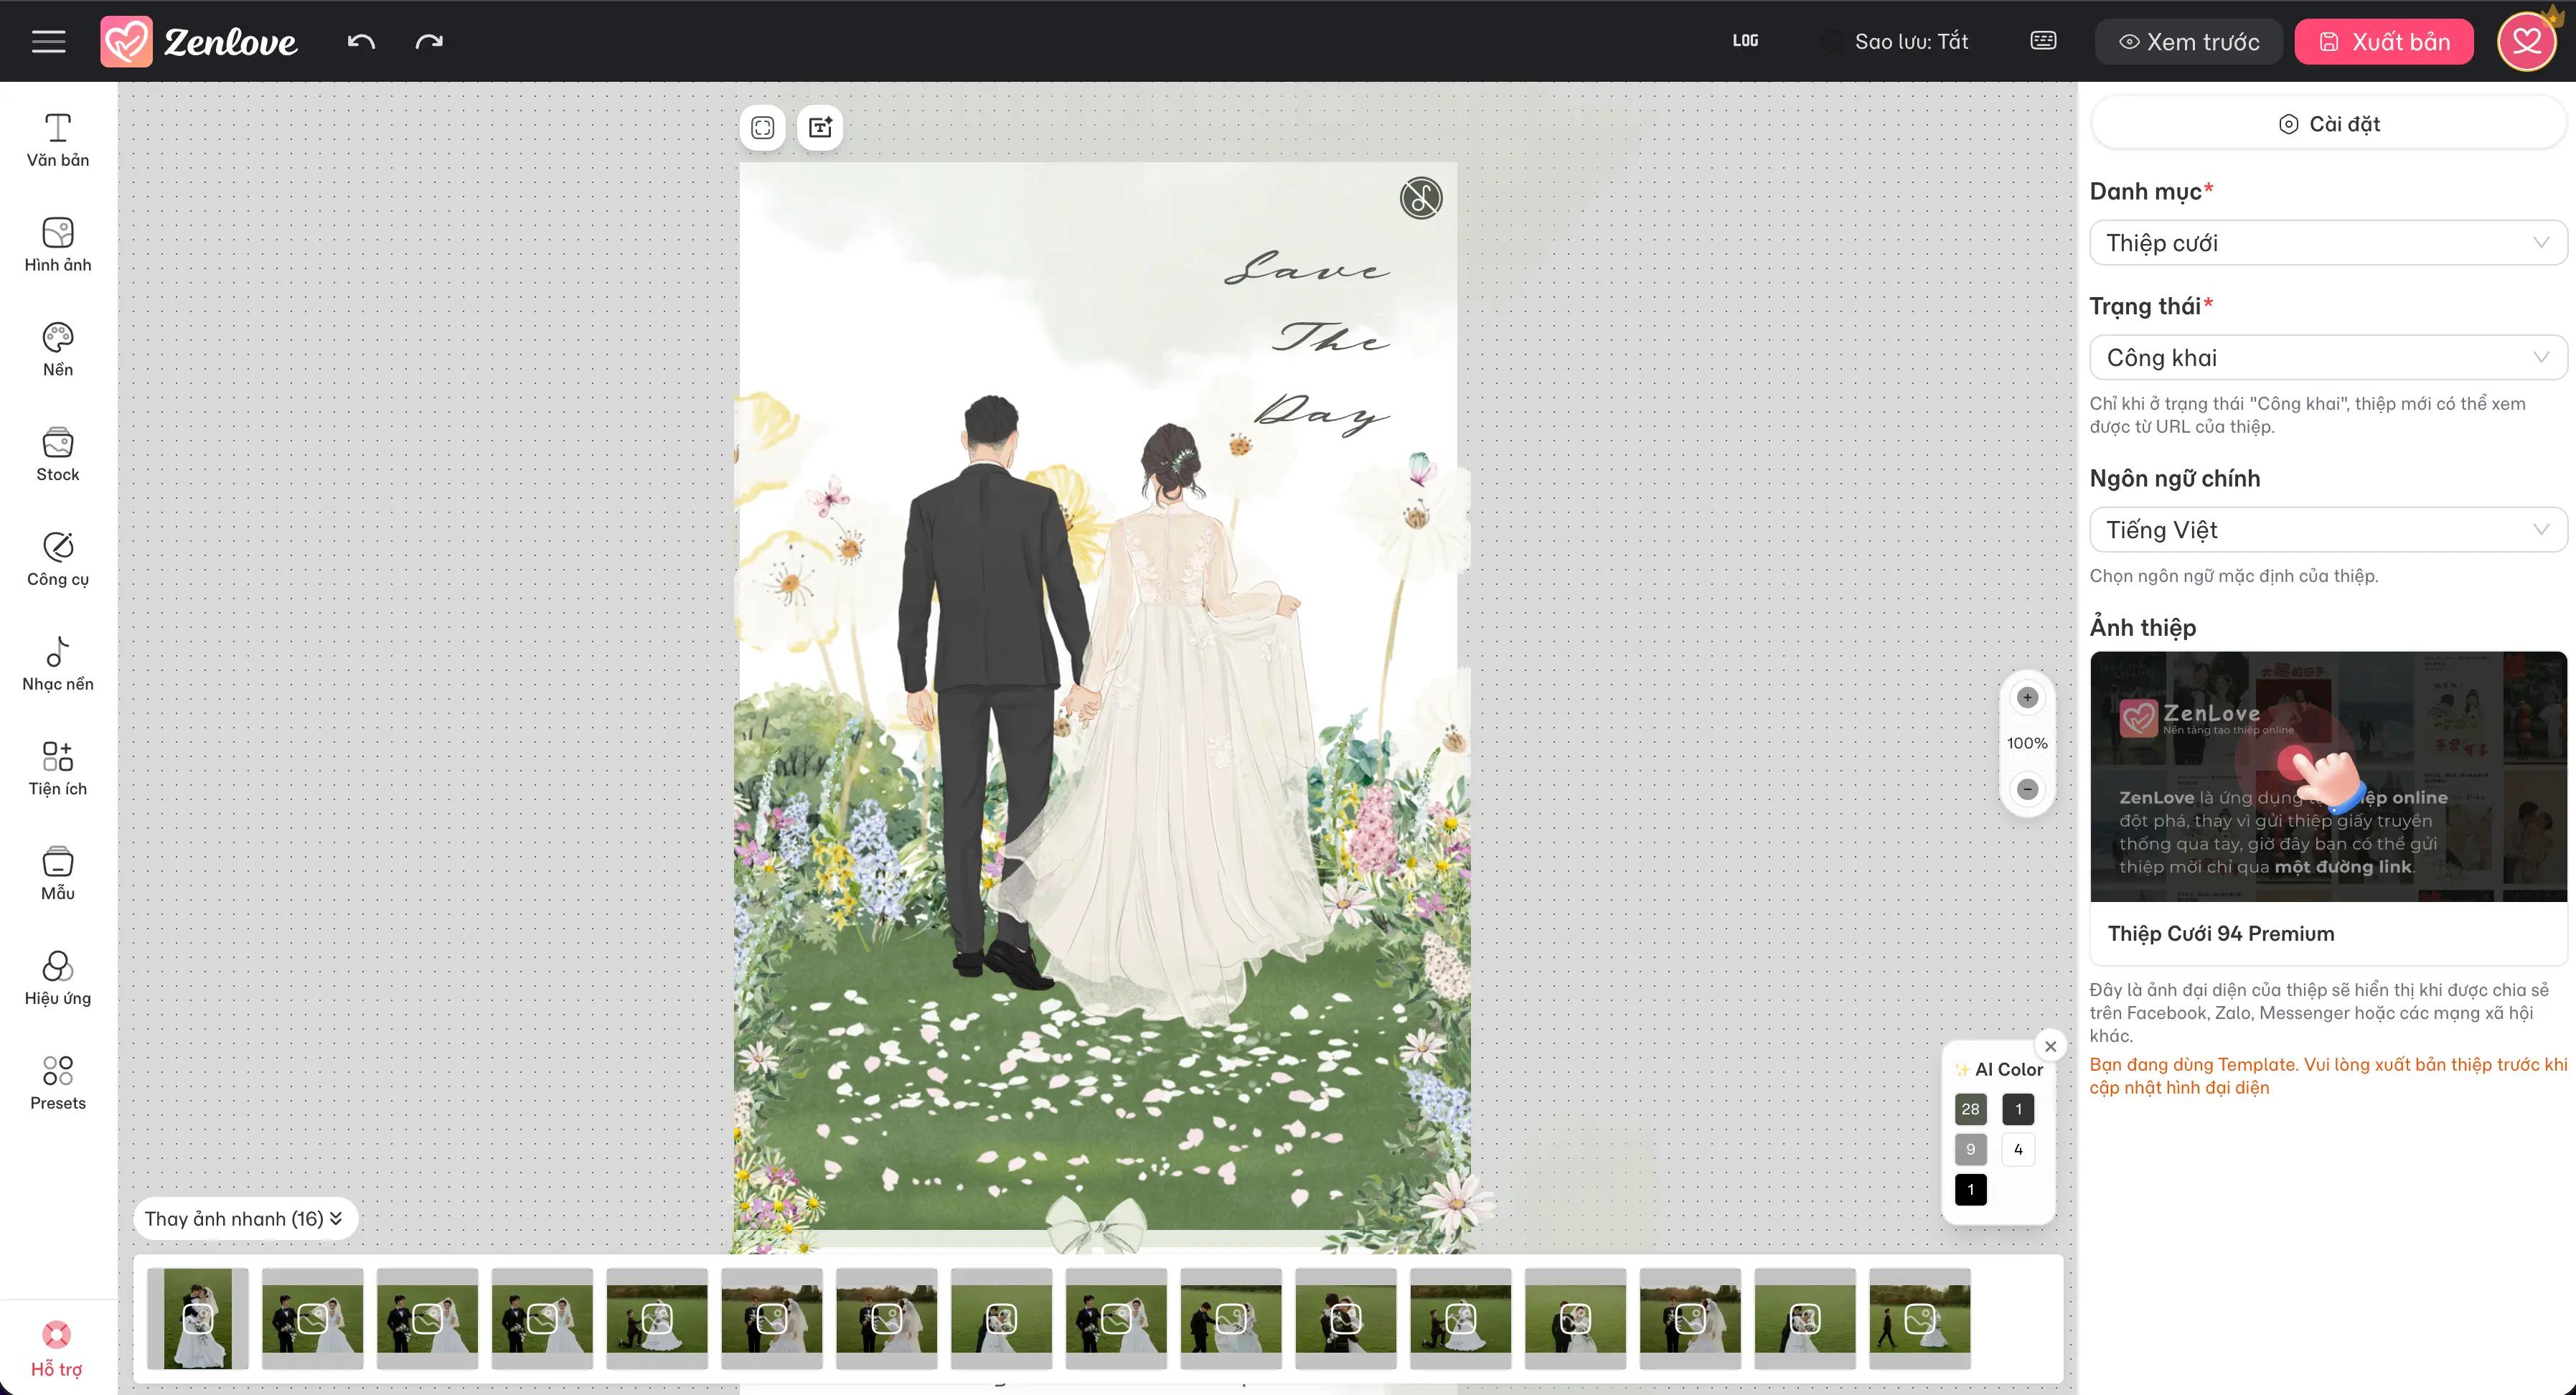 Zenlove
LOG
Sao lưu: Tắt
Xem trước
Xuất bản
Văn bản
Hình ảnh
Nền
Stock
Công cụ
Nhạc nền
Tiện ích
Mẫu
Hiệu ứng
Presets
Hỗ trợ
Save
The
Day
100%
AI Color
28
1
9
4
1
Thay ảnh nhanh (16)
Cài đặt
Danh mục*
Thiệp cưới
Trạng thái*
Công khai
Chỉ khi ở trạng thái "Công khai", thiệp mới có thể xem
được từ URL của thiệp.
Ngôn ngữ chính
Tiếng Việt
Chọn ngôn ngữ mặc định của thiệp.
Ảnh thiệp
ZenLove
Nền tảng tạo thiệp online
ZenLove là ứng dụng ệp online
đột phá, thay vì gửi thiệp giấy truyền
thống qua tay, giờ đây bạn có thể gửi
thiệp mời chỉ qua một đường link.
Thiệp Cưới 94 Premium
Đây là ảnh đại diện của thiệp sẽ hiển thị khi được chia sẻ
trên Facebook, Zalo, Messenger hoặc các mạng xã hội
khác.
Bạn đang dùng Template. Vui lòng xuất bản thiệp trước khi
cập nhật hình đại diện